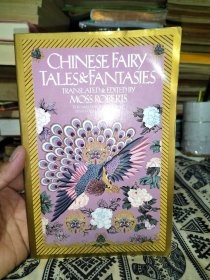 CHINESE FAIRY
TALES & FANTASIES
TRANSLATED & EDITED BY
MOSS ROBERTS